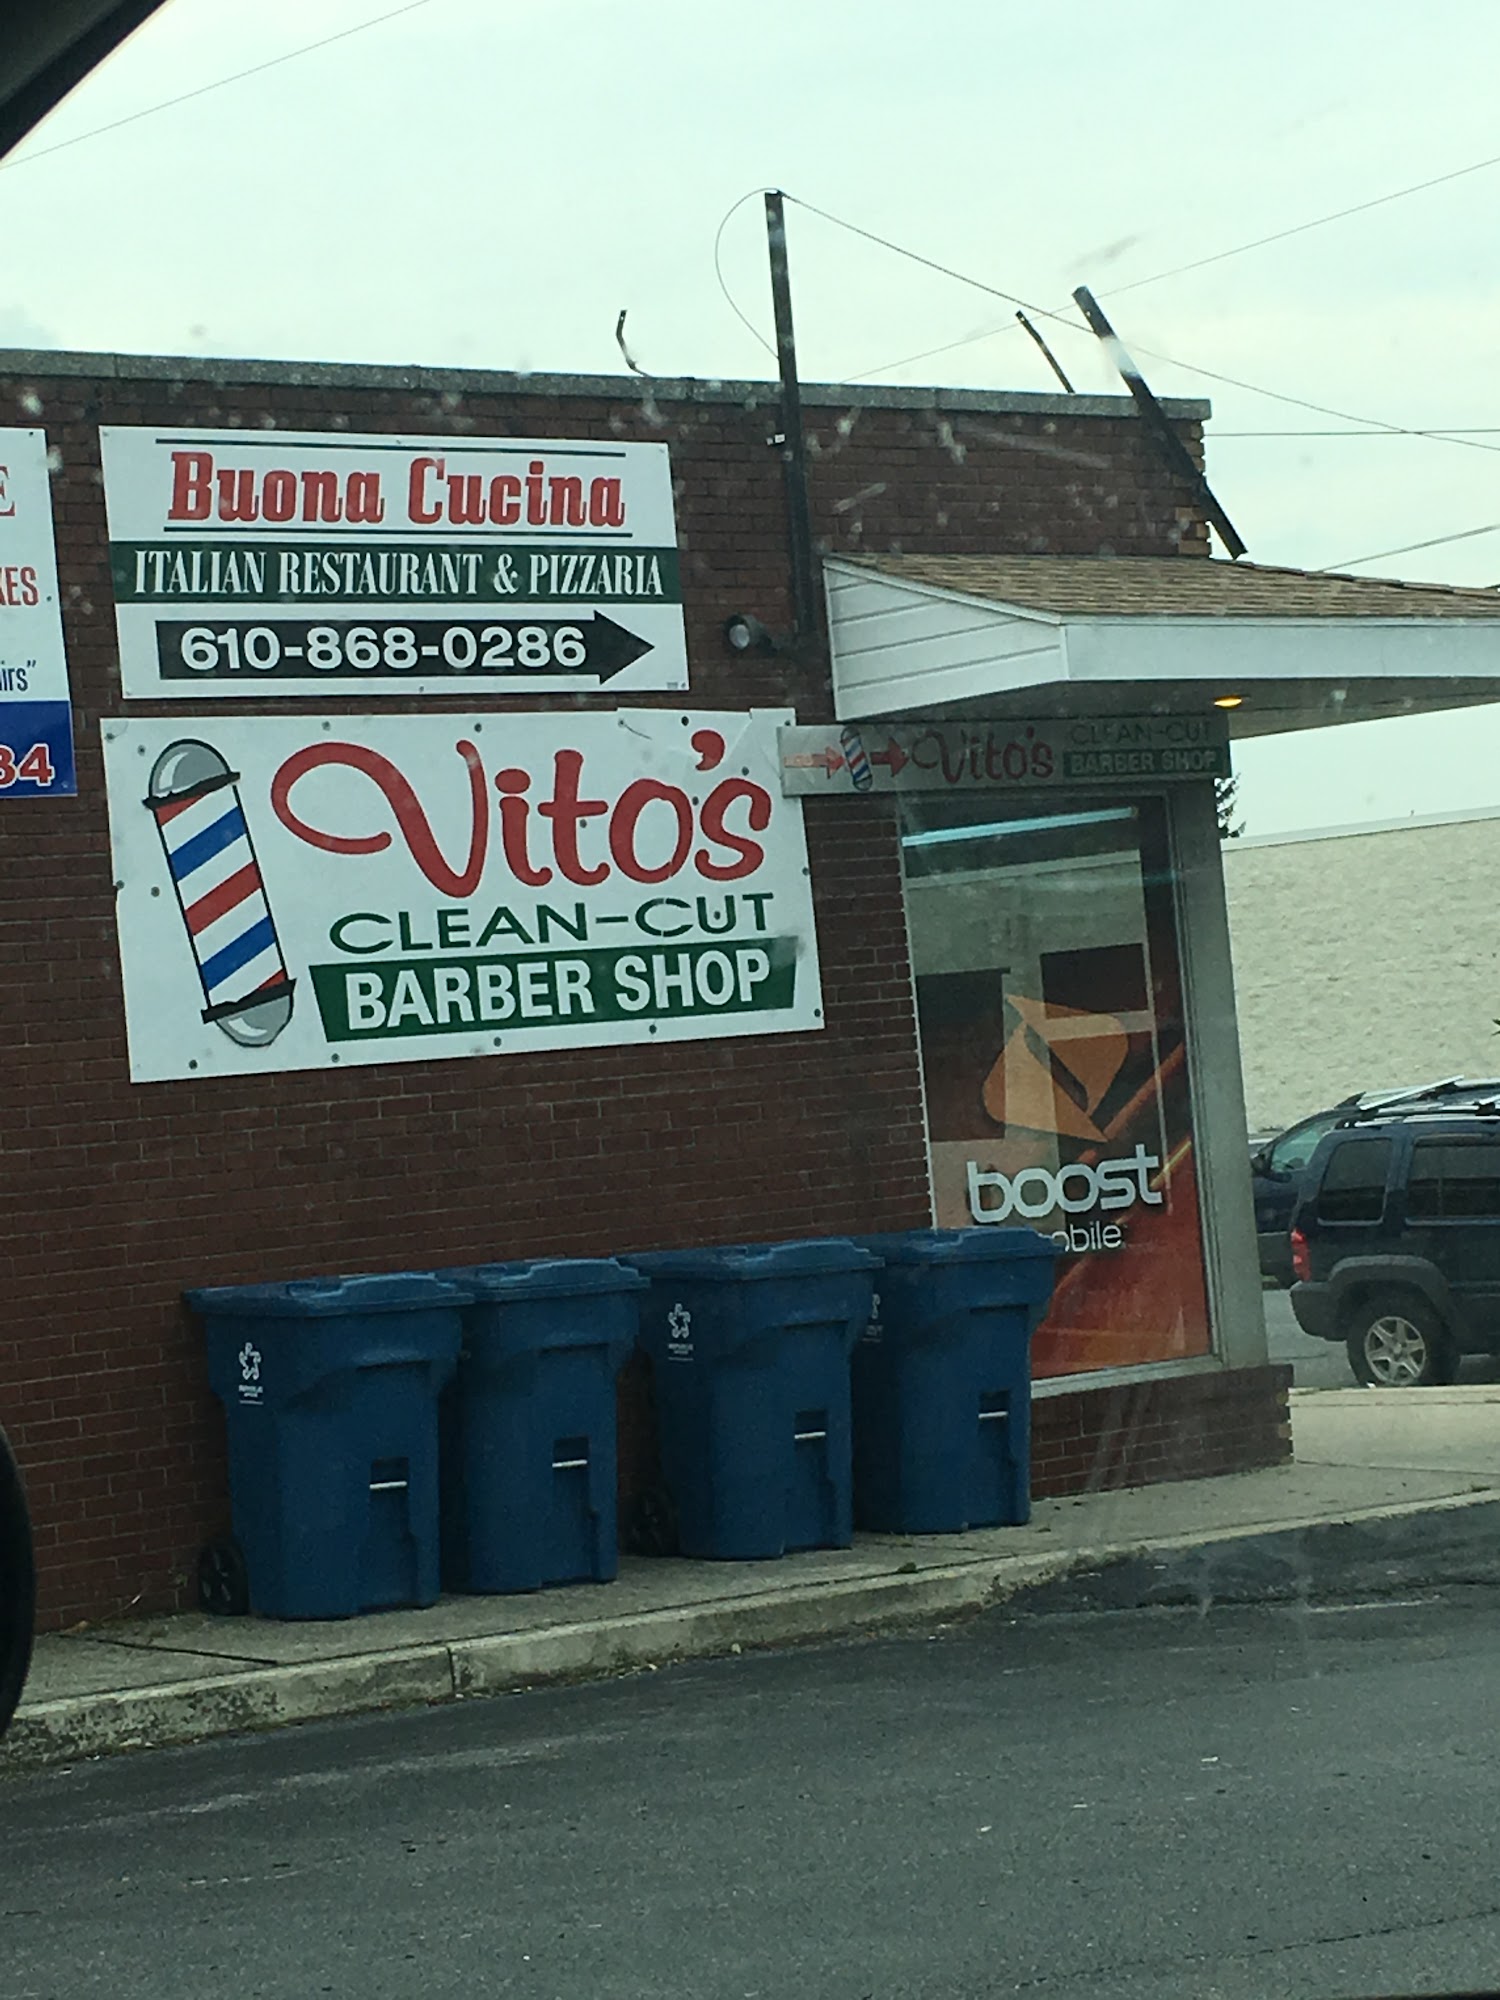 Buona Cucina
ITALIAN RESTAURANT & PIZZARIA
610-868-0286
Vito's
CLEAN-CUT
BARBER SHOP
Vito's
CLEAN-CUT
BARBER SHOP
boost
34